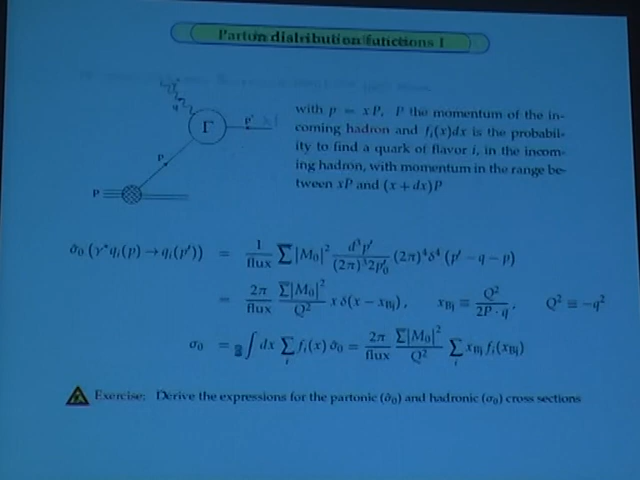 Parton distribution functions I
q
Γ
p'
p
P
with p = xP, P the momentum of the in-
coming hadron and f_i(x)dx is the probabil-
ity to find a quark of flavor i, in the incom-
ing hadron, with momentum in the range be-
tween xP and (x + dx)P
σ̂₀ (γ*q_i(p) → q_i(p')) = 1/flux Σ̅ |M₀|² d³p'/((2π)³2p'₀) (2π)⁴δ⁴ (p' − q − p)
= 2π/flux Σ̅|M₀|²/Q² x δ(x − x_Bj), x_Bj ≡ Q²/(2P · q), Q² ≡ −q²
σ₀ = ∫ dx Σ_i f_i(x) σ̂₀ = 2π/flux Σ̅|M₀|²/Q² Σ_i x_Bj f_i(x_Bj)
Exercise: Derive the expressions for the partonic (σ̂₀) and hadronic (σ₀) cross sections